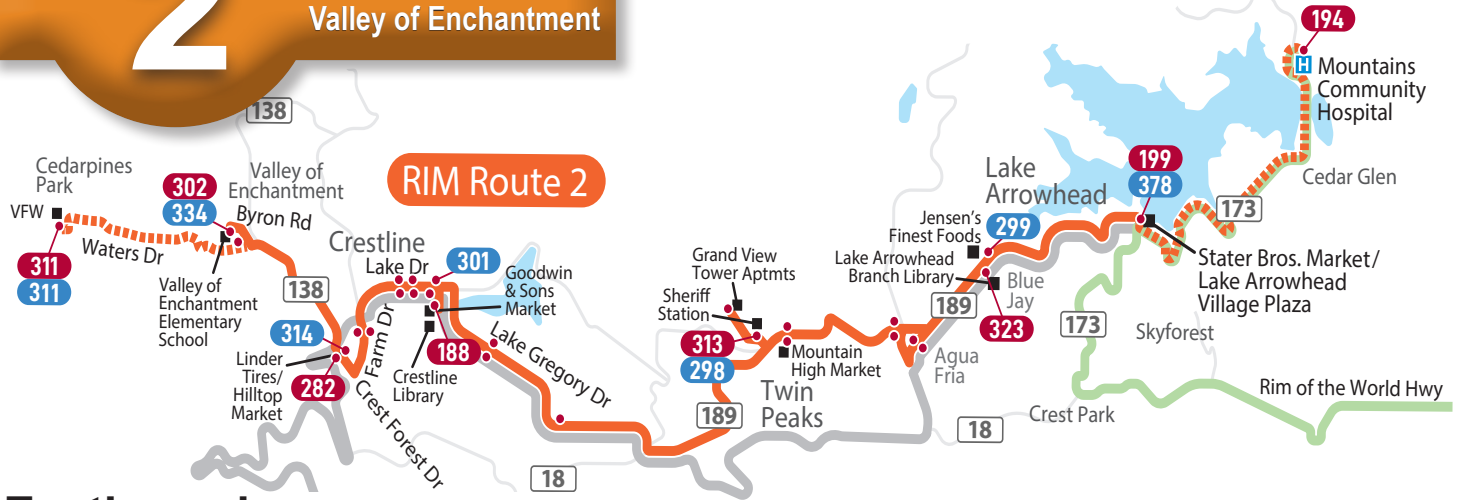 2
Valley of Enchantment
RIM Route 2
138
Cedarpines
Park
VFW
311
311
Waters Dr
302
334
Valley of
Enchantment
Byron Rd
Valley of
Enchantment
Elementary
School
138
314
Linder
Tires/
Hilltop
Market
282
Crestline
Lake Dr
Farm Dr
Crest Forest Dr
301
Goodwin
& Sons
Market
188
Crestline
Library
Lake Gregory Dr
18
Grand View
Tower Aptmts
Sheriff
Station
313
298
Mountain
High Market
Twin
Peaks
189
Lake
Arrowhead
Jensen's
Finest Foods
299
Lake Arrowhead
Branch Library
Blue
Jay
189
323
Agua
Fria
18
199
378
Stater Bros. Market/
Lake Arrowhead
Village Plaza
173
173
Skyforest
Crest Park
Rim of the World Hwy
194
H
Mountains
Community
Hospital
Cedar Glen